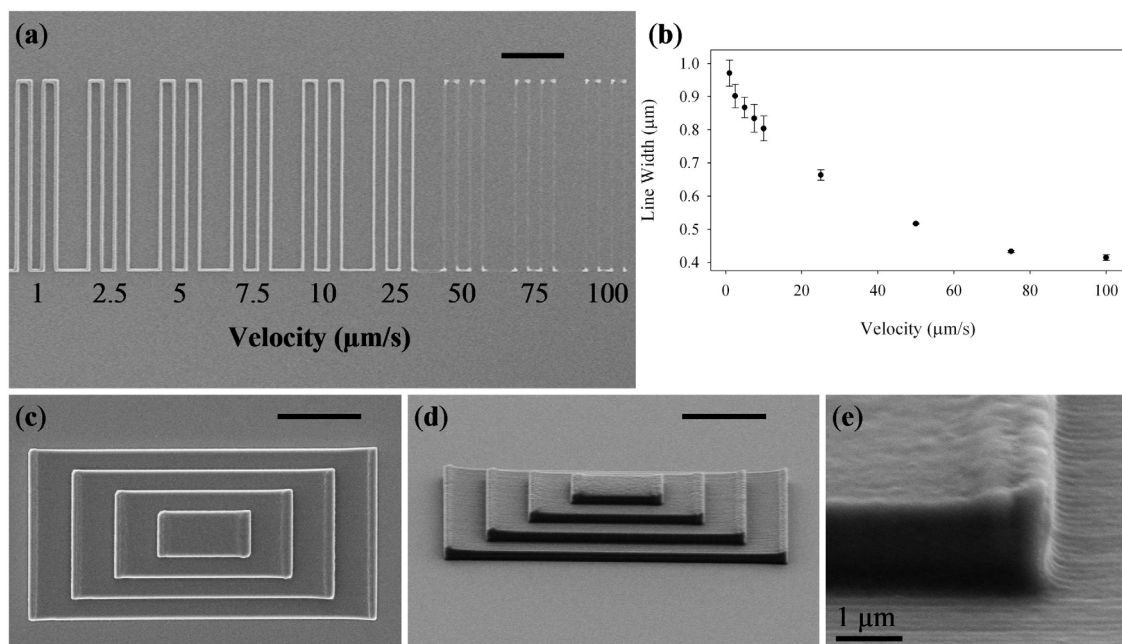 (a)
1 2.5 5 7.5 10 25 50 75 100
Velocity (µm/s)
(b)
1.0
0.9
0.8
0.7
0.6
0.5
0.4
Line Width (µm)
0 20 40 60 80 100
Velocity (µm/s)
(c)
(d)
(e)
1 µm